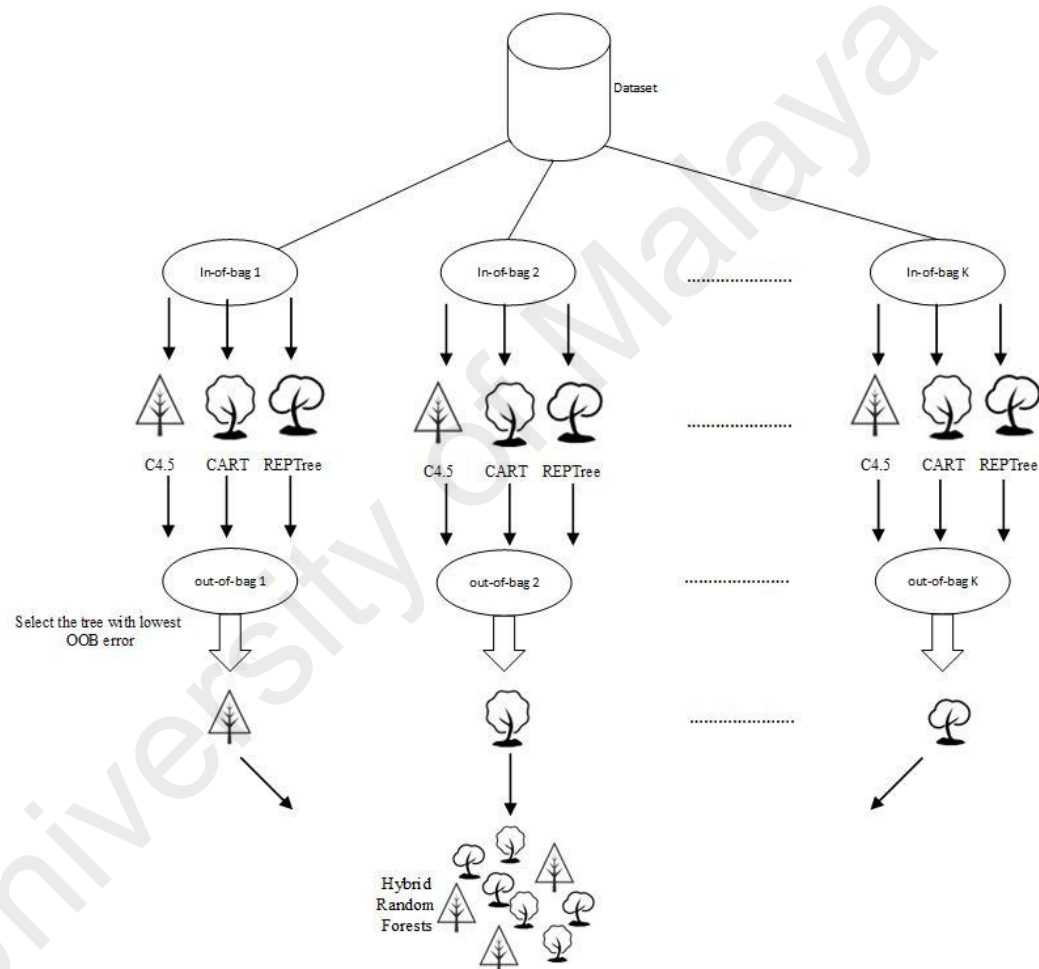 Dataset
In-of-bag 1
In-of-bag 2
.......................
In-of-bag K
.......................
C4.5 CART REPTree
C4.5 CART REPTree
C4.5 CART REPTree
out-of-bag 1
out-of-bag 2
.......................
out-of-bag K
Select the tree with lowest
OOB error
.......................
Hybrid
Random
Forests
University of Malaya